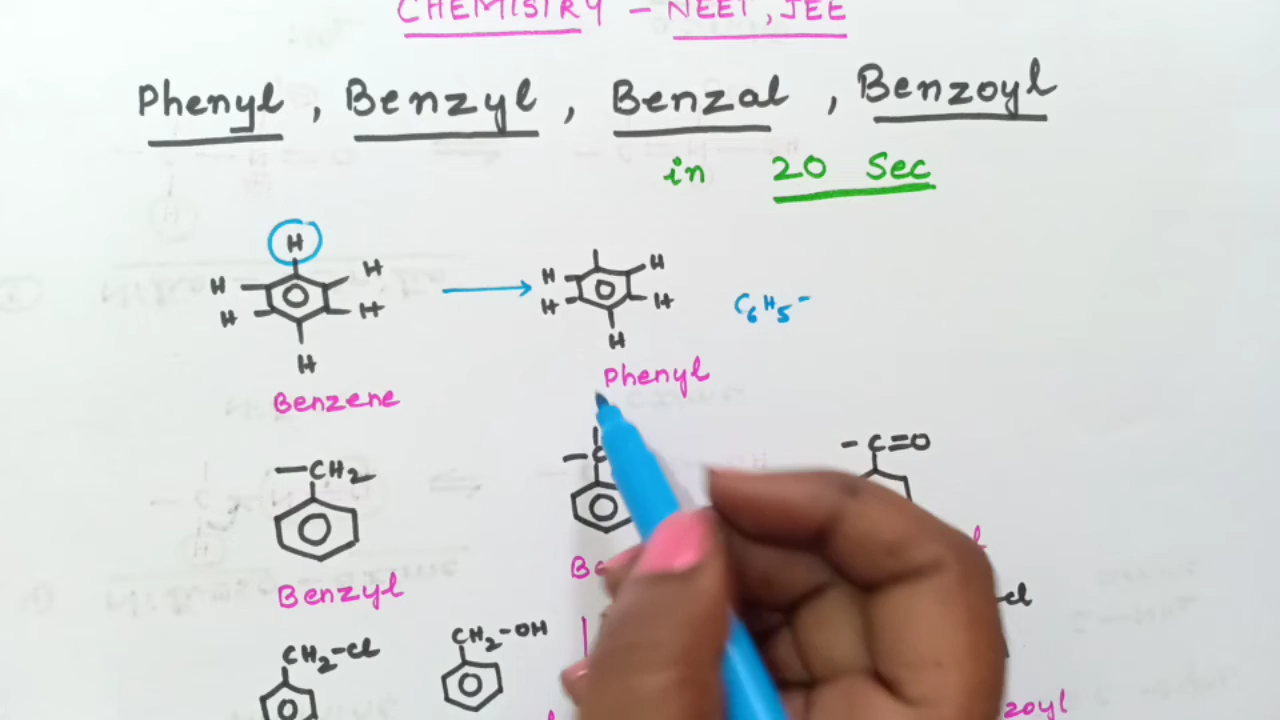 CHEMISTRY - NEET, JEE
Phenyl, Benzyl, Benzal, Benzoyl
in 20 Sec
H H
H H H H
H H H H
H H
C6H5-
Benzene Phenyl
-CH2 -C=O
Benzyl
CH2-Cl CH2-OH Cl